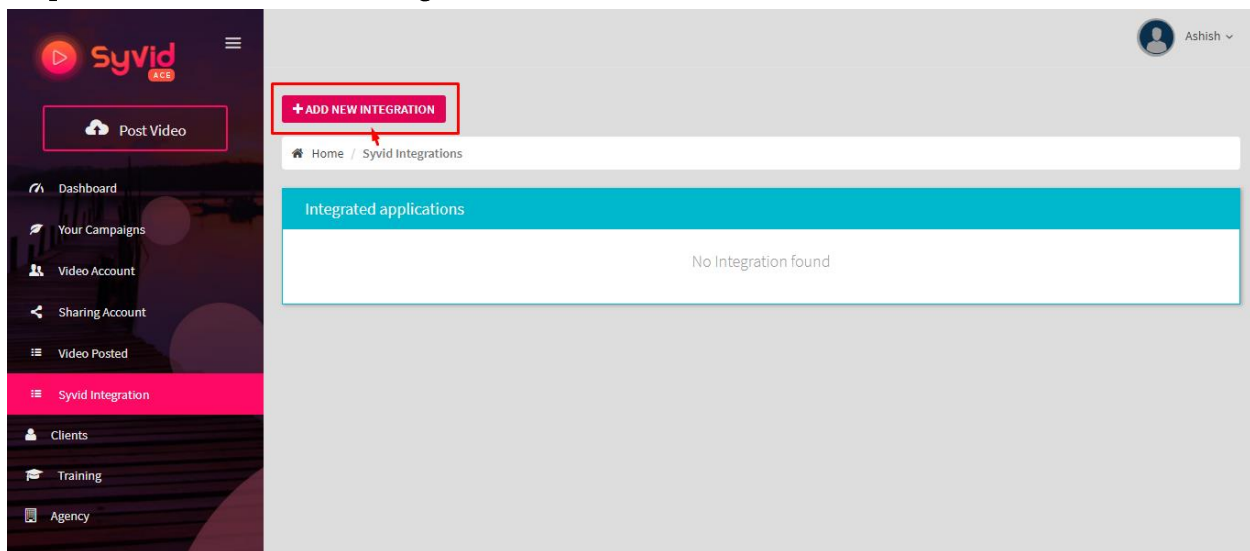 SyVid
ACE
Ashish
Post Video
+ ADD NEW INTEGRATION
Home / Syvid Integrations
Dashboard
Your Campaigns
Video Account
Sharing Account
Video Posted
Syvid Integration
Clients
Training
Agency
Integrated applications
No Integration found